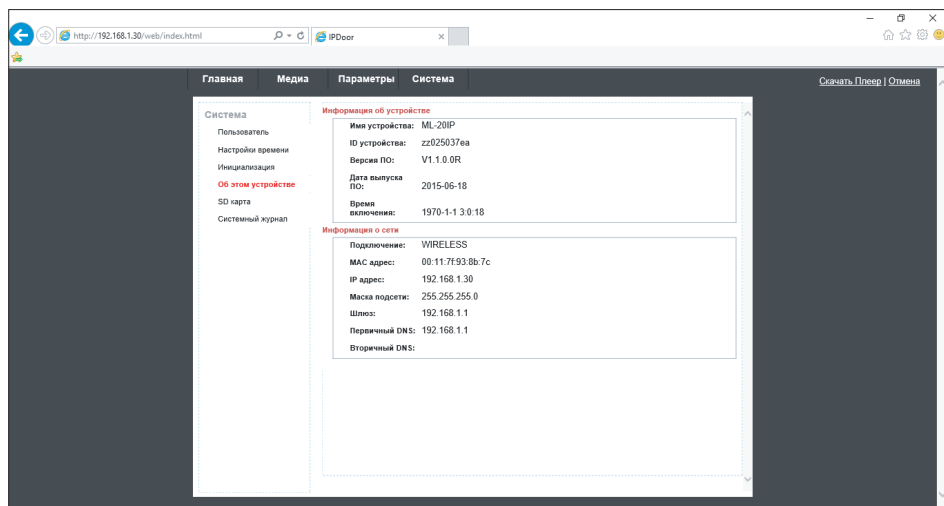 http://192.168.1.30/web/index.html
IPDoor
Главная Медиа Параметры Система
Скачать Плеер | Отмена
Система
Пользователь
Настройки времени
Инициализация
Об этом устройстве
SD карта
Системный журнал
Информация об устройстве
Имя устройства: ML-20IP
ID устройства: zz025037ea
Версия ПО: V1.1.0.0R
Дата выпуска
ПО: 2015-06-18
Время
включения: 1970-1-1 3:0:18
Информация о сети
Подключение: WIRELESS
MAC адрес: 00:11:7f:93:8b:7c
IP адрес: 192.168.1.30
Маска подсети: 255.255.255.0
Шлюз: 192.168.1.1
Первичный DNS: 192.168.1.1
Вторичный DNS: